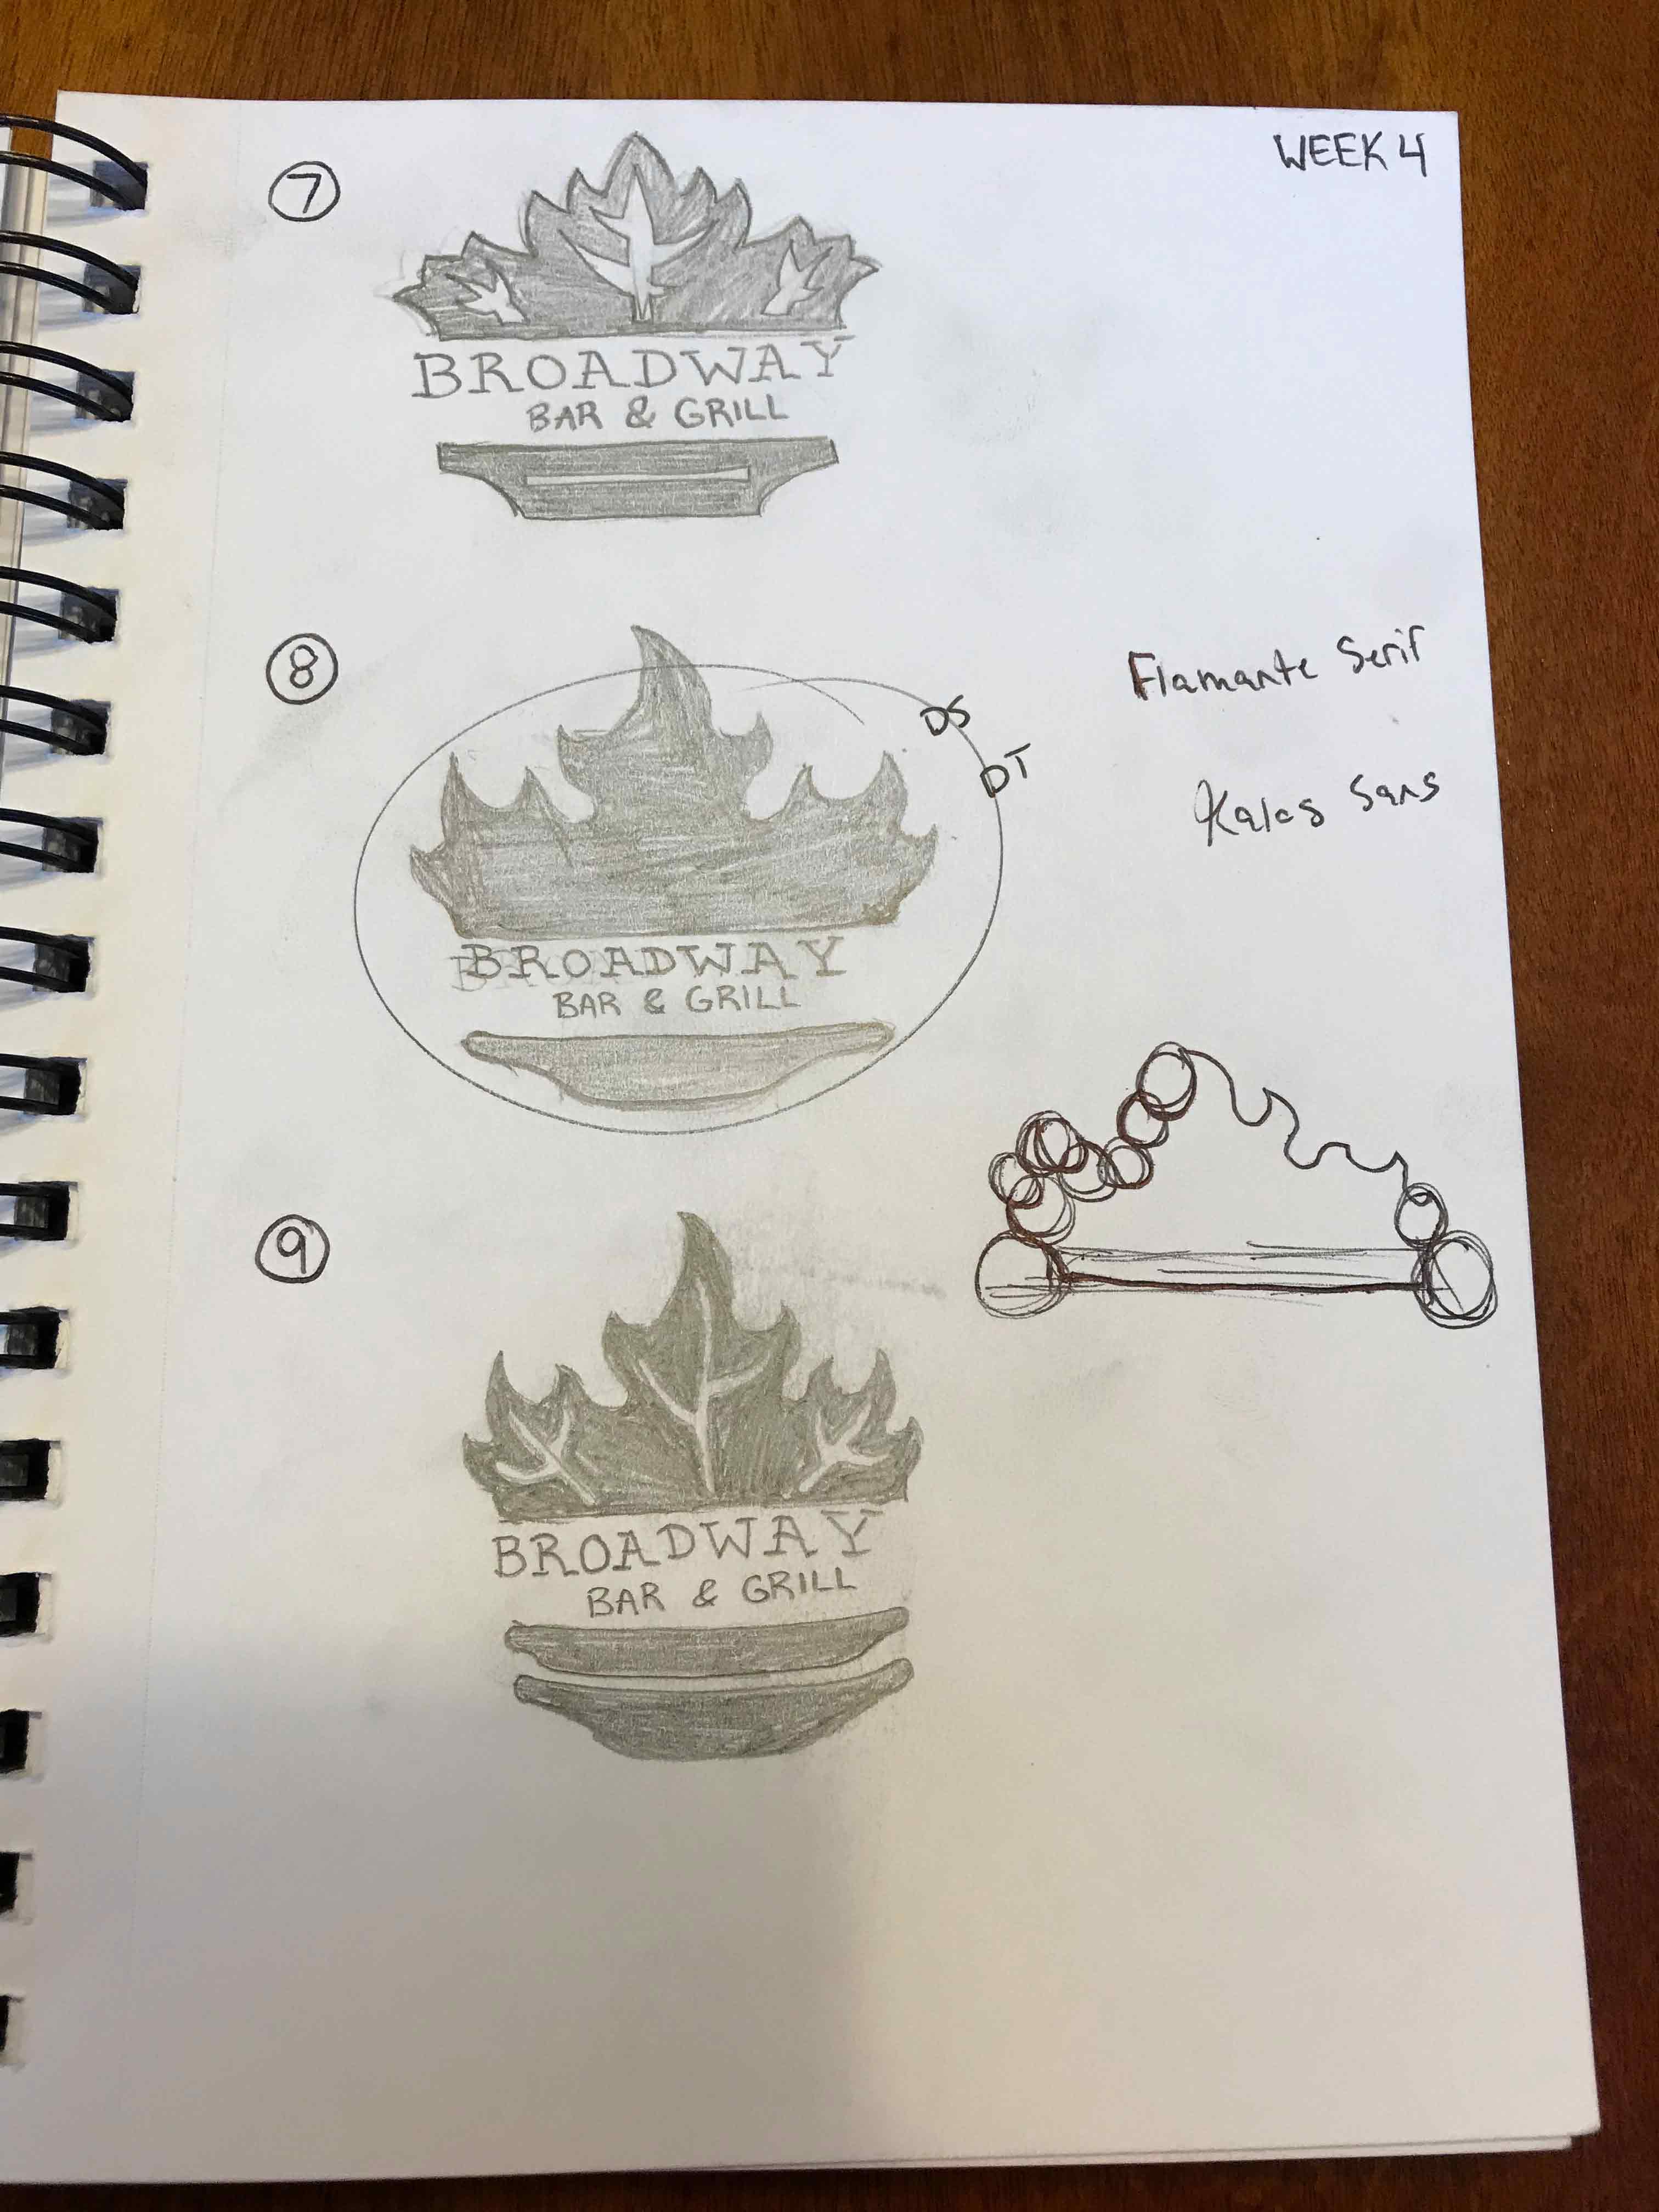 WEEK 4
7
BROADWAY
BAR & GRILL
8
DS
DT
Flamante Serif
Kalas Sans
BROADWAY
BAR & GRILL
9
BROADWAY
BAR & GRILL